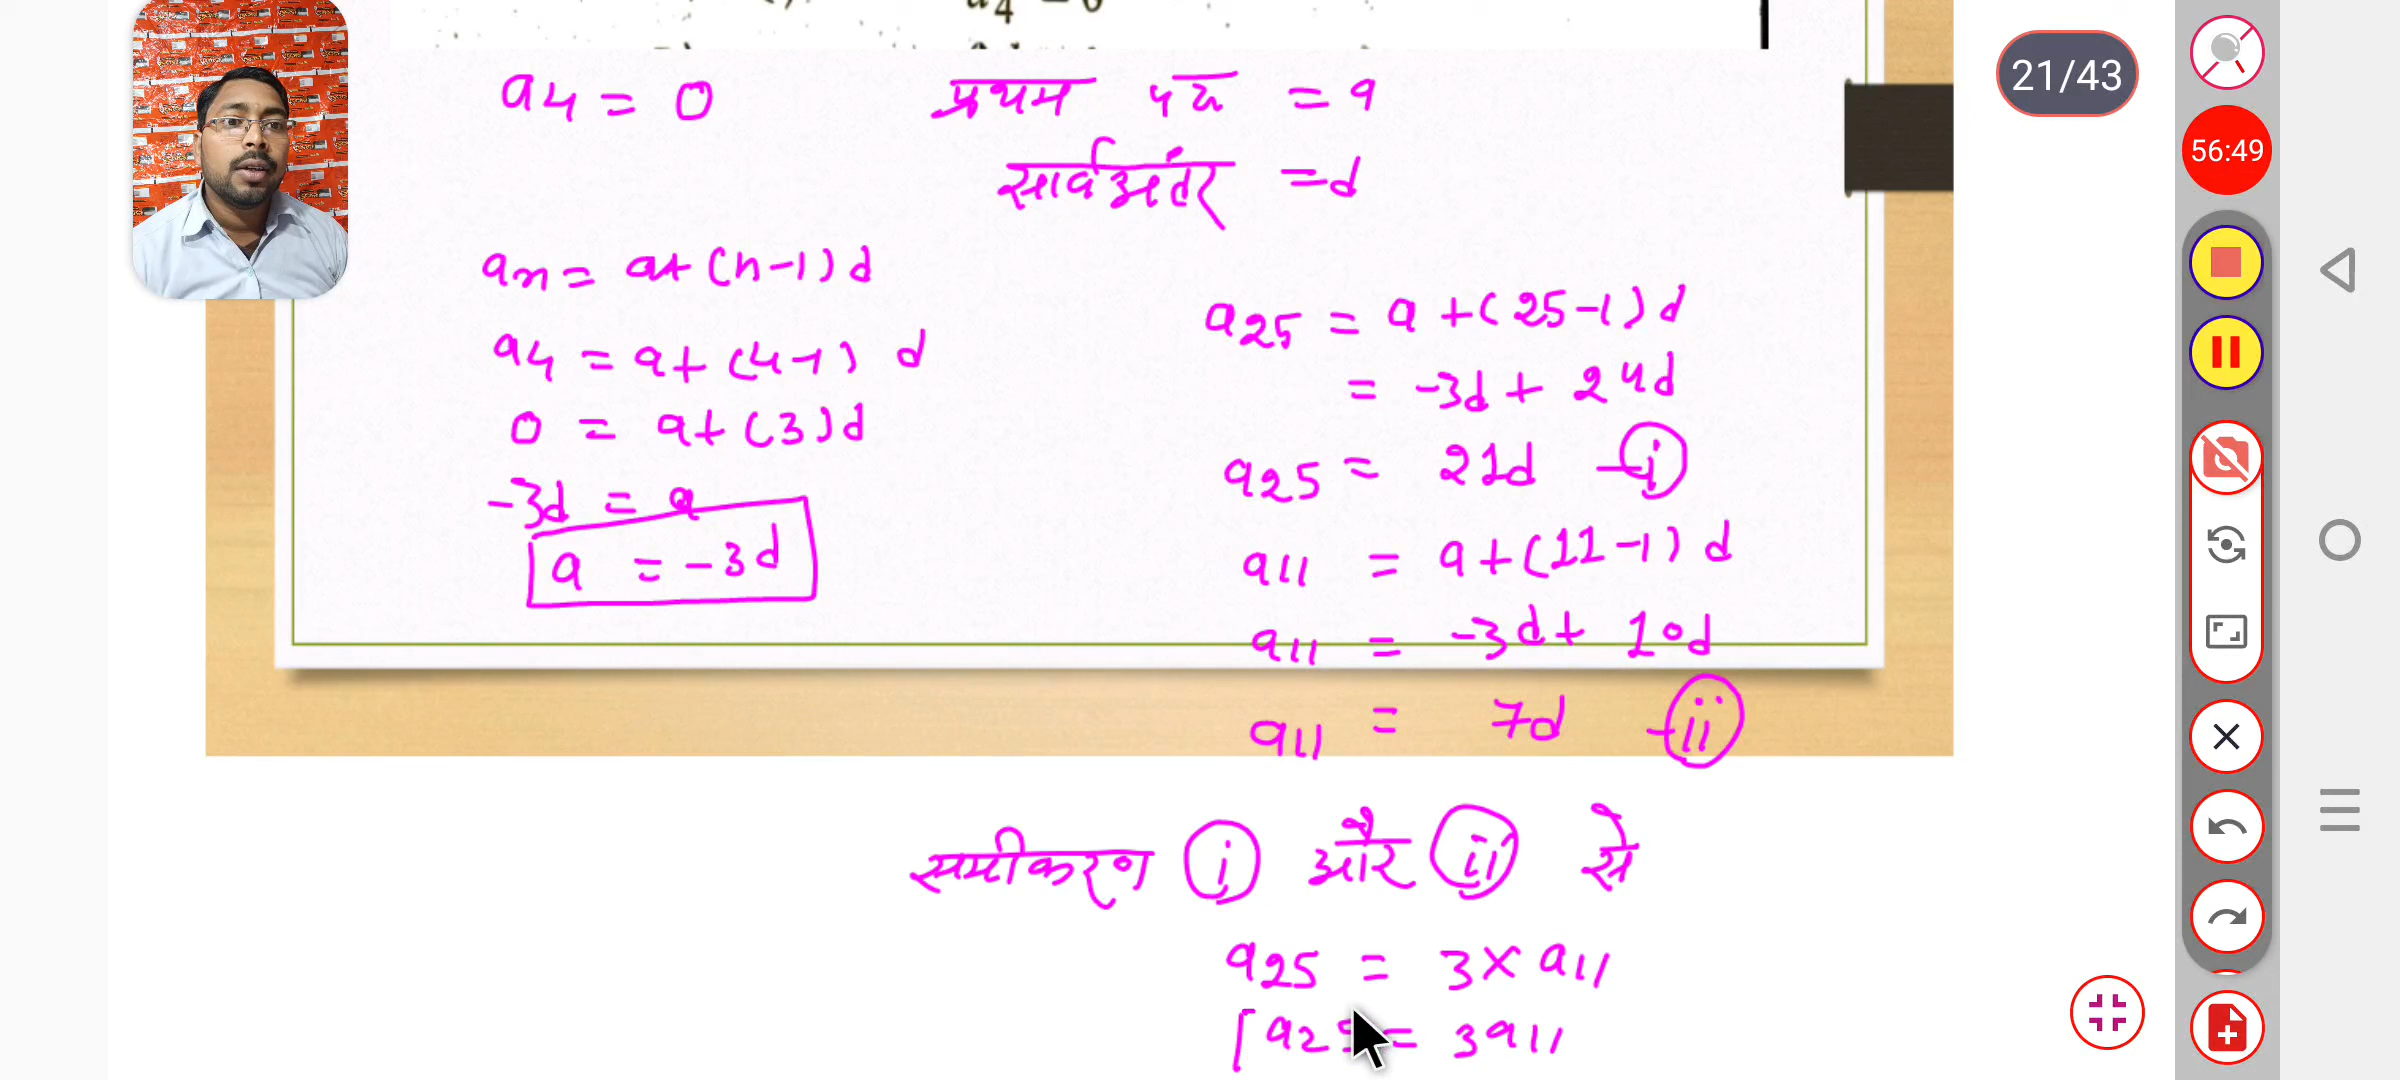 a4 = 0
प्रथम पद = a
सार्वअंतर = d
an = a+(n-1)d
a4 = a+(4-1) d
0 = a+(3)d
-3d = a
a = -3d
a25 = a+(25-1)d
= -3d + 24d
a25 = 21d -i
a11 = a+(11-1)d
a11 = -3d + 10d
a11 = 7d -ii
समीकरण i और ii से
a25 = 3×a11
[a25 = 3a11
21/43
56:49